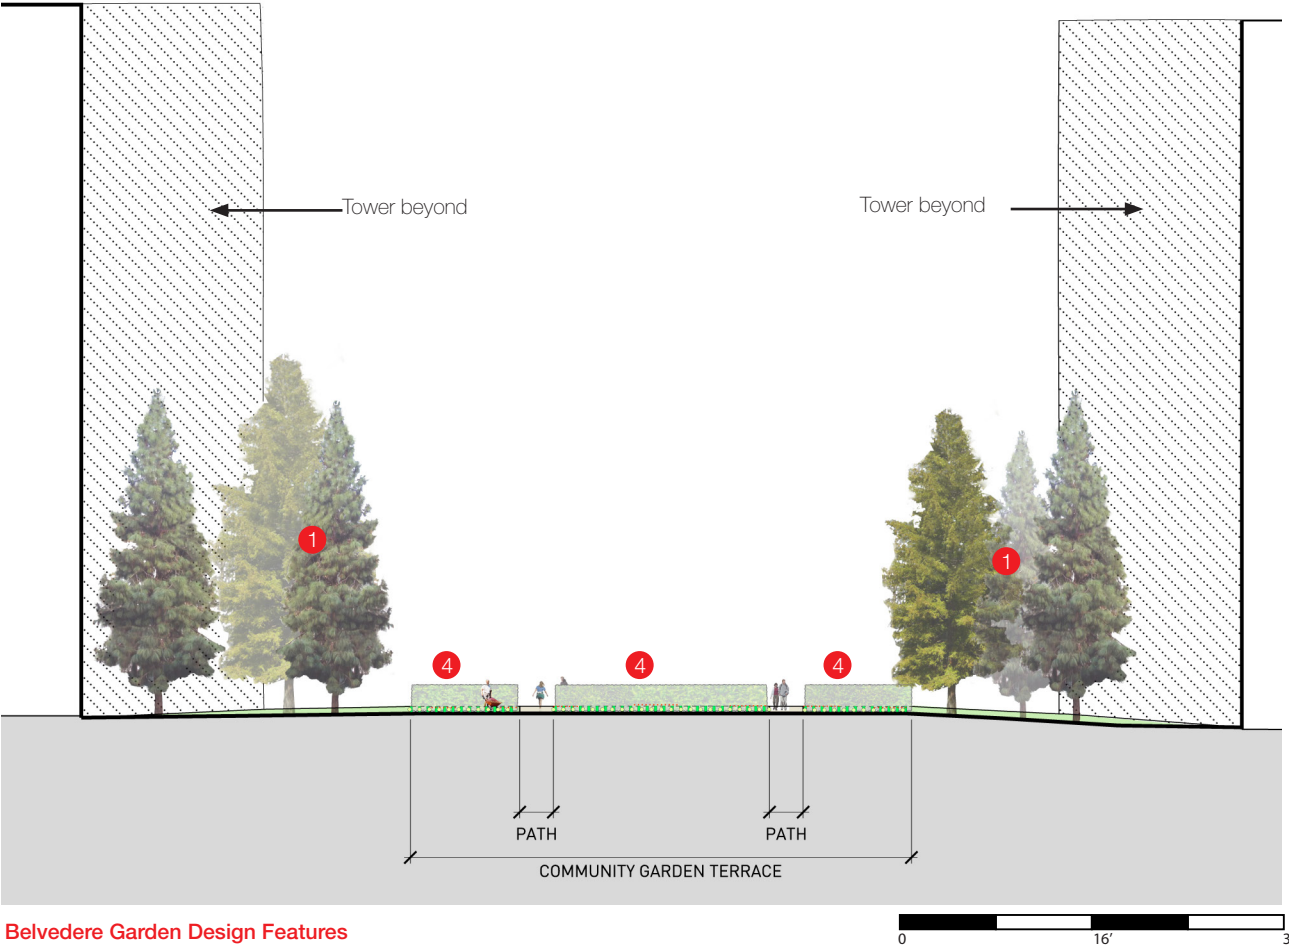 Tower beyond
Tower beyond
1
1
4
4
4
PATH
PATH
COMMUNITY GARDEN TERRACE
Belvedere Garden Design Features
0 16’ 3